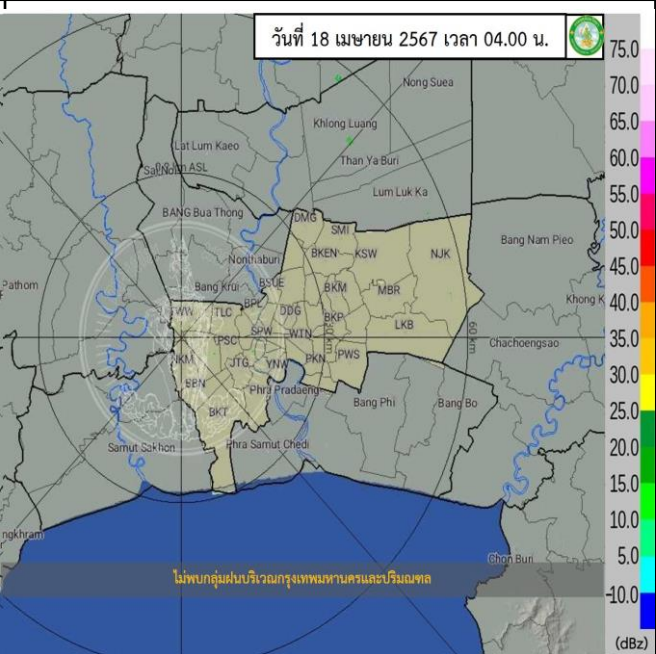 วันที่ 18 เมษายน 2567 เวลา 04.00 น.
75.0
70.0
65.0
60.0
55.0
50.0
45.0
40.0
35.0
30.0
25.0
20.0
15.0
10.0
5.0
-10.0
(dBz)
Nong Suea
Khlong Luang
Lat Lum Kaeo
Than Ya Buri
ASL
Lum Luk Ka
BANG Bua Thong
DMG
SMI
Bang Nam Pieo
BKEN
KSW
NJK
Nonthaburi
Pathom
Bang Krui
BSUE
BKM
MBR
Khong K
BPL
TWW
TLC
DDG
BKP
LKB
SPW
WTN
PSC
60 km
Chachoengsao
NKM
JTG
YNW
PKN
PWS
BBN
Phra Pradaeng
BKT
Bang Phi
Bang Bo
Samut Sakhon
Phra Samut Chedi
ngkhram
Chon Buri
ไม่พบกลุ่มฝนบริเวณกรุงเทพมหานครและปริมณฑล